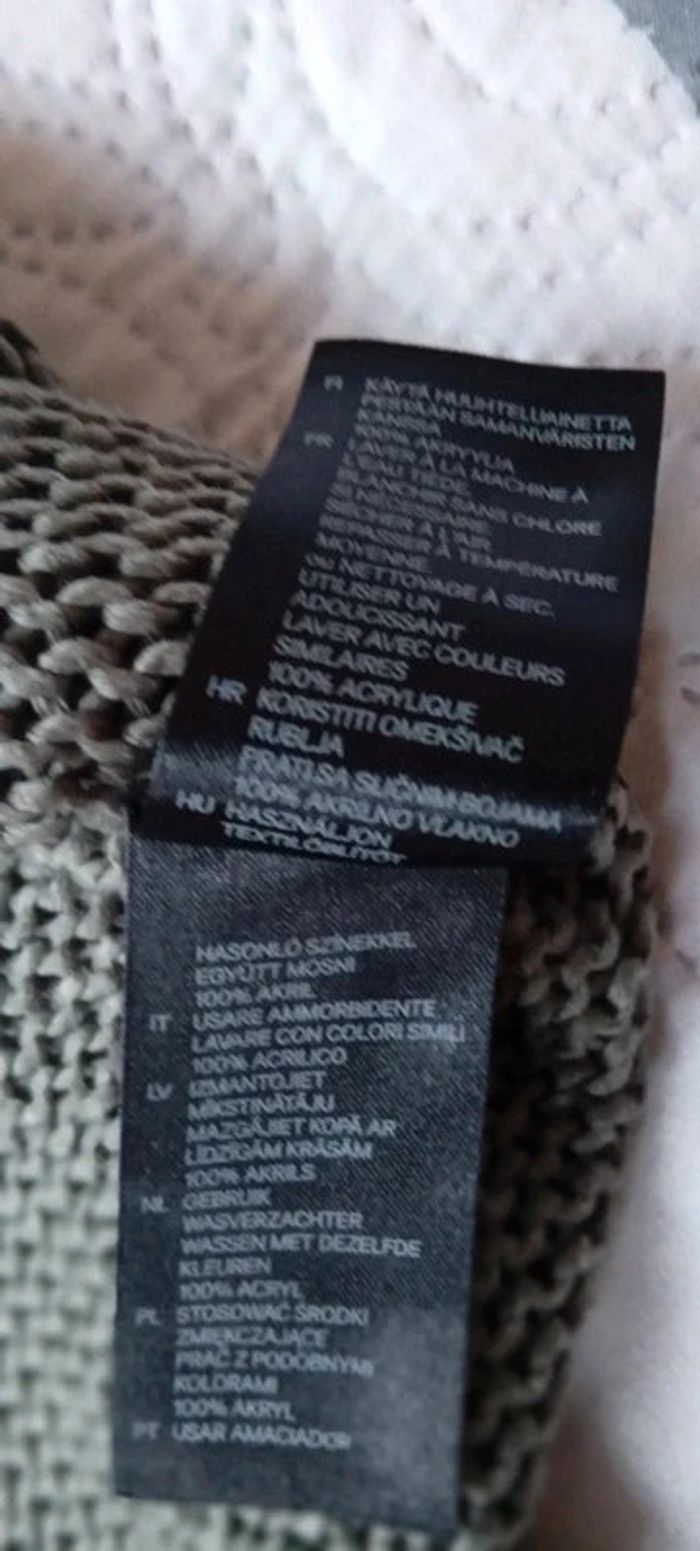 FI KÄYTÄ HUUHTELUAINETTA
PESTÄÄN SAMANVÄRISTEN
KANSSA
100% AKRYYLIA
FR LAVER À LA MACHINE À
L'EAU TIÈDE.
BLANCHIR SANS CHLORE
SI NÉCESSAIRE.
SÉCHER À L'AIR.
REPASSER À TEMPÉRATURE
MOYENNE
OU NETTOYAGE À SEC.
UTILISER UN
ADOUCISSANT
LAVER AVEC COULEURS
SIMILAIRES
100% ACRYLIQUE
HR KORISTITI OMEKŠIVAČ
RUBLJA
PRATI SA SLIČNIM BOJAMA
100% AKRILNO VLAKNO
HU HASZNÁLJON
TEXTILÖBLÍTŐT
HASONLÓ SZÍNEKKEL
EGYÜTT MOSNI
100% AKRIL
IT USARE AMMORBIDENTE
LAVARE CON COLORI SIMILI
100% ACRILICO
LV IZMANTOJIET
MĪKSTINĀTĀJU
MAZGĀJIET KOPĀ AR
LĪDZĪGĀM KRĀSĀM
100% AKRILS
NL GEBRUIK
WASVERZACHTER
WASSEN MET DEZELFDE
KLEUREN
100% ACRYL
PL STOSOWAĆ ŚRODKI
ZMIĘKCZAJĄCE
PRAĆ Z PODOBNYMI
KOLORAMI
100% AKRYL
PT USAR AMACIADOR